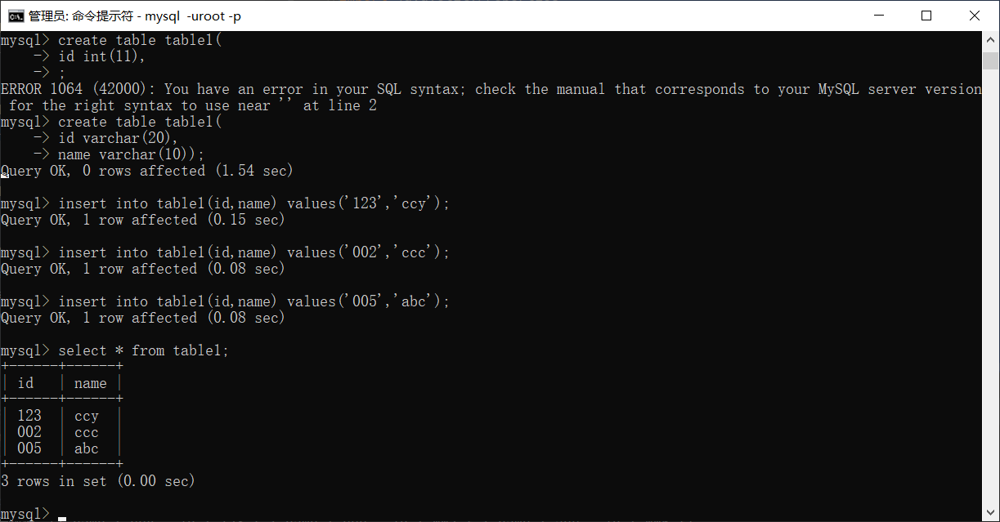 管理员: 命令提示符 - mysql  -uroot -p
mysql> create table table1(
    -> id int(11),
    -> ;
ERROR 1064 (42000): You have an error in your SQL syntax; check the manual that corresponds to your MySQL server version
 for the right syntax to use near '' at line 2
mysql> create table table1(
    -> id varchar(20),
    -> name varchar(10));
Query OK, 0 rows affected (1.54 sec)
mysql> insert into table1(id,name) values('123','ccy');
Query OK, 1 row affected (0.15 sec)
mysql> insert into table1(id,name) values('002','ccc');
Query OK, 1 row affected (0.08 sec)
mysql> insert into table1(id,name) values('005','abc');
Query OK, 1 row affected (0.08 sec)
mysql> select * from table1;
+------+------+
| id   | name |
+------+------+
| 123  | ccy  |
| 002  | ccc  |
| 005  | abc  |
+------+------+
3 rows in set (0.00 sec)
mysql>